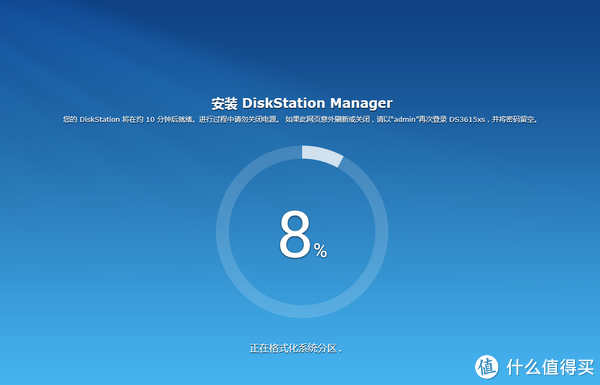 安装 DiskStation Manager
您的 DiskStation 将在约 10 分钟后就绪。进行过程中请勿关闭电源。 如果此网页意外刷新或关闭，请以"admin"再次登录 DS3615xs，并将密码留空。
8%
正在格式化系统分区 .
值 什么值得买